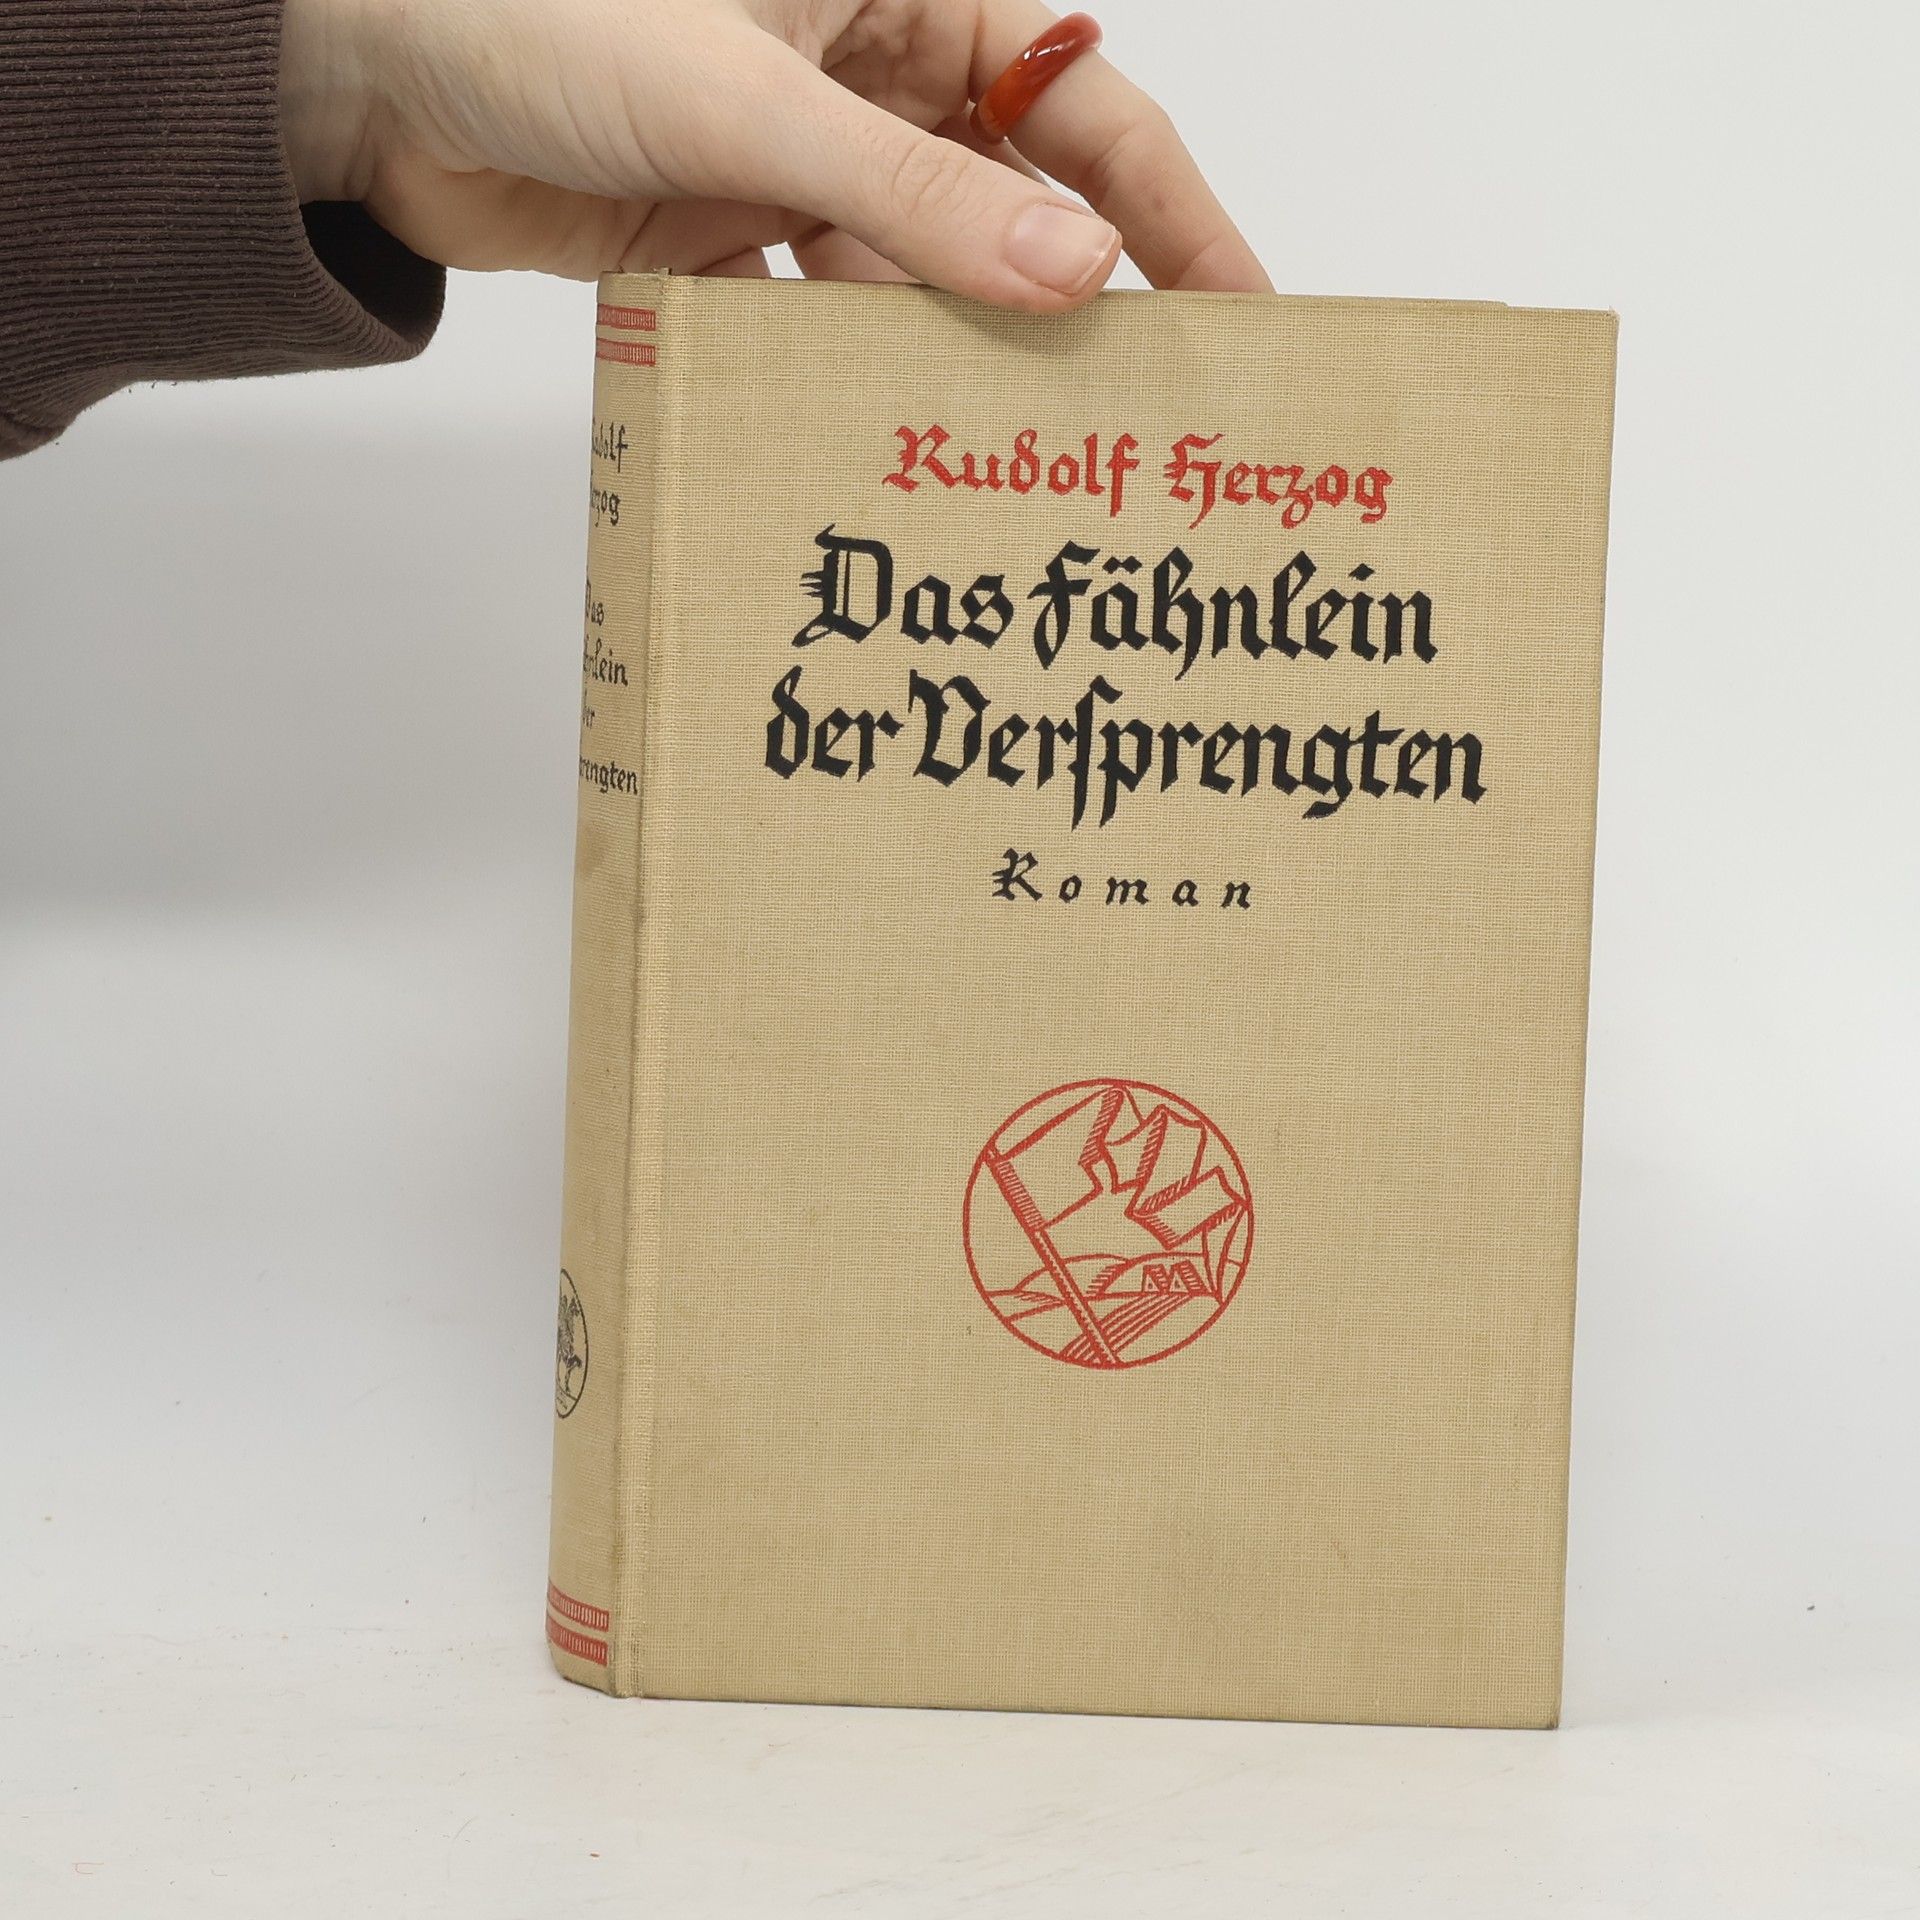 Rudolf Herzog
Das Fähnlein
der Verſprengten
Roman